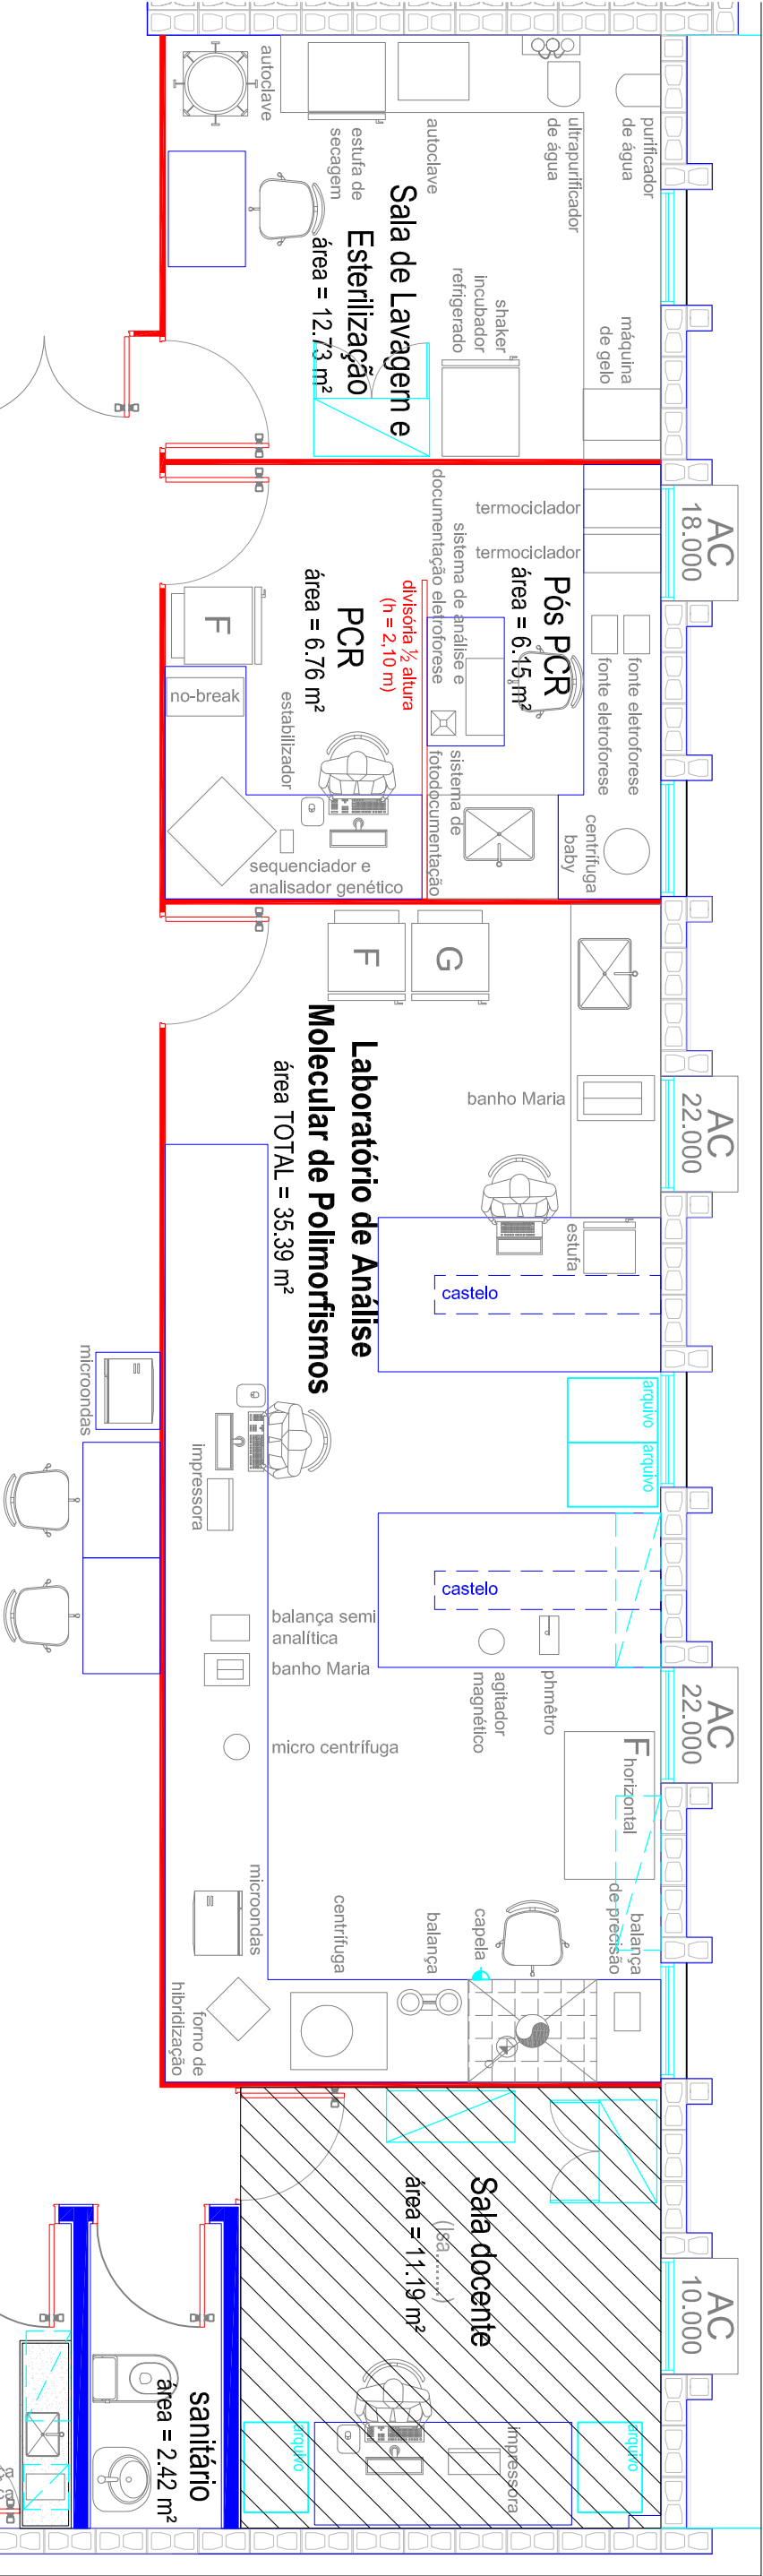 autoclave
estufa de
secagem
autoclave
ultrapurificador
de água
purificador
de água
Sala de Lavagem e
Esterilização
área = 12.73 m²
shaker
incubador
refrigerado
máquina
de gelo
AC
18.000
termociclador
termociclador
fonte eletroforese
fonte eletroforese
Pós PCR
área = 6.15 m²
sistema de análise e
documentação eletroforese
divisória ½ altura
(h = 2,10 m)
PCR
área = 6.76 m²
F
no-break
estabilizador
sistema de
fotodocumentação
centrífuga
baby
sequenciador e
analisador genético
F
G
banho Maria
AC
22.000
Laboratório de Análise
Molecular de Polimorfismos
área TOTAL = 35.39 m²
estufa
castelo
arquivo
arquivo
microondas
impressora
castelo
balança semi
analítica
banho Maria
agitador
magnético
phmêtro
AC
22.000
micro centrífuga
F
horizontal
microondas
centrífuga
balança
capela
balança
de precisão
forno de
hibridização
Sala docente
(Isa........)
área = 11.19 m²
AC
10.000
arquivo
impressora
arquivo
sanitário
área = 2.42 m²